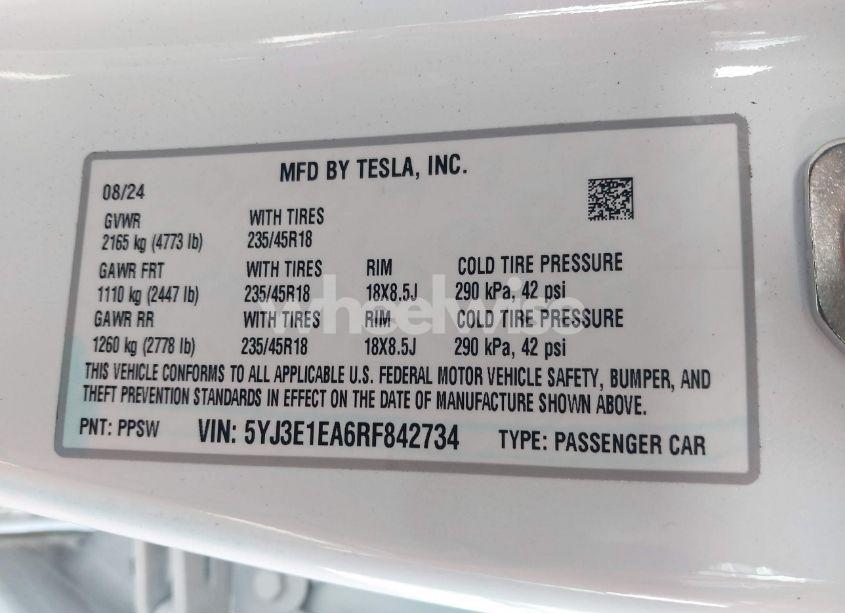 MFD BY TESLA, INC.
08/24
GVWR WITH TIRES
2165 kg (4773 lb) 235/45R18
GAWR FRT WITH TIRES RIM COLD TIRE PRESSURE
1110 kg (2447 lb) 235/45R18 18X8.5J 290 kPa, 42 psi
GAWR RR WITH TIRES RIM COLD TIRE PRESSURE
1260 kg (2778 lb) 235/45R18 18X8.5J 290 kPa, 42 psi
THIS VEHICLE CONFORMS TO ALL APPLICABLE U.S. FEDERAL MOTOR VEHICLE SAFETY, BUMPER, AND
THEFT PREVENTION STANDARDS IN EFFECT ON THE DATE OF MANUFACTURE SHOWN ABOVE.
PNT: PPSW VIN: 5YJ3E1EA6RF842734 TYPE: PASSENGER CAR
wheelwise